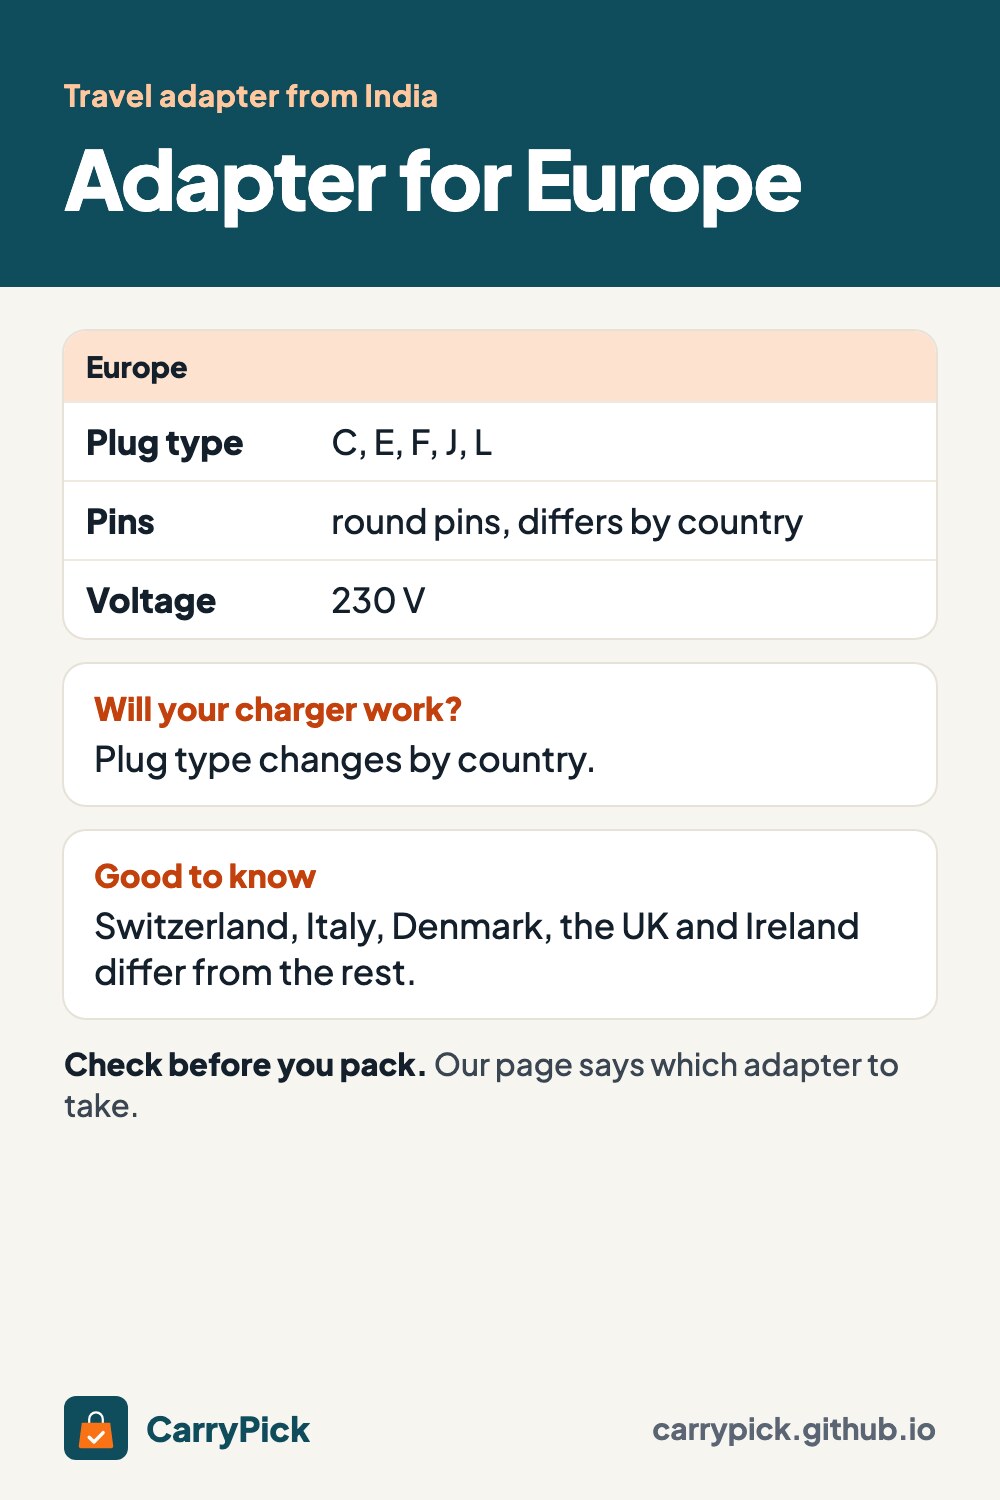 Travel adapter from India
Adapter for Europe
Europe
Plug type C, E, F, J, L
Pins round pins, differs by country
Voltage 230 V
Will your charger work?
Plug type changes by country.
Good to know
Switzerland, Italy, Denmark, the UK and Ireland
differ from the rest.
Check before you pack. Our page says which adapter to
take.
CarryPick carrypick.github.io